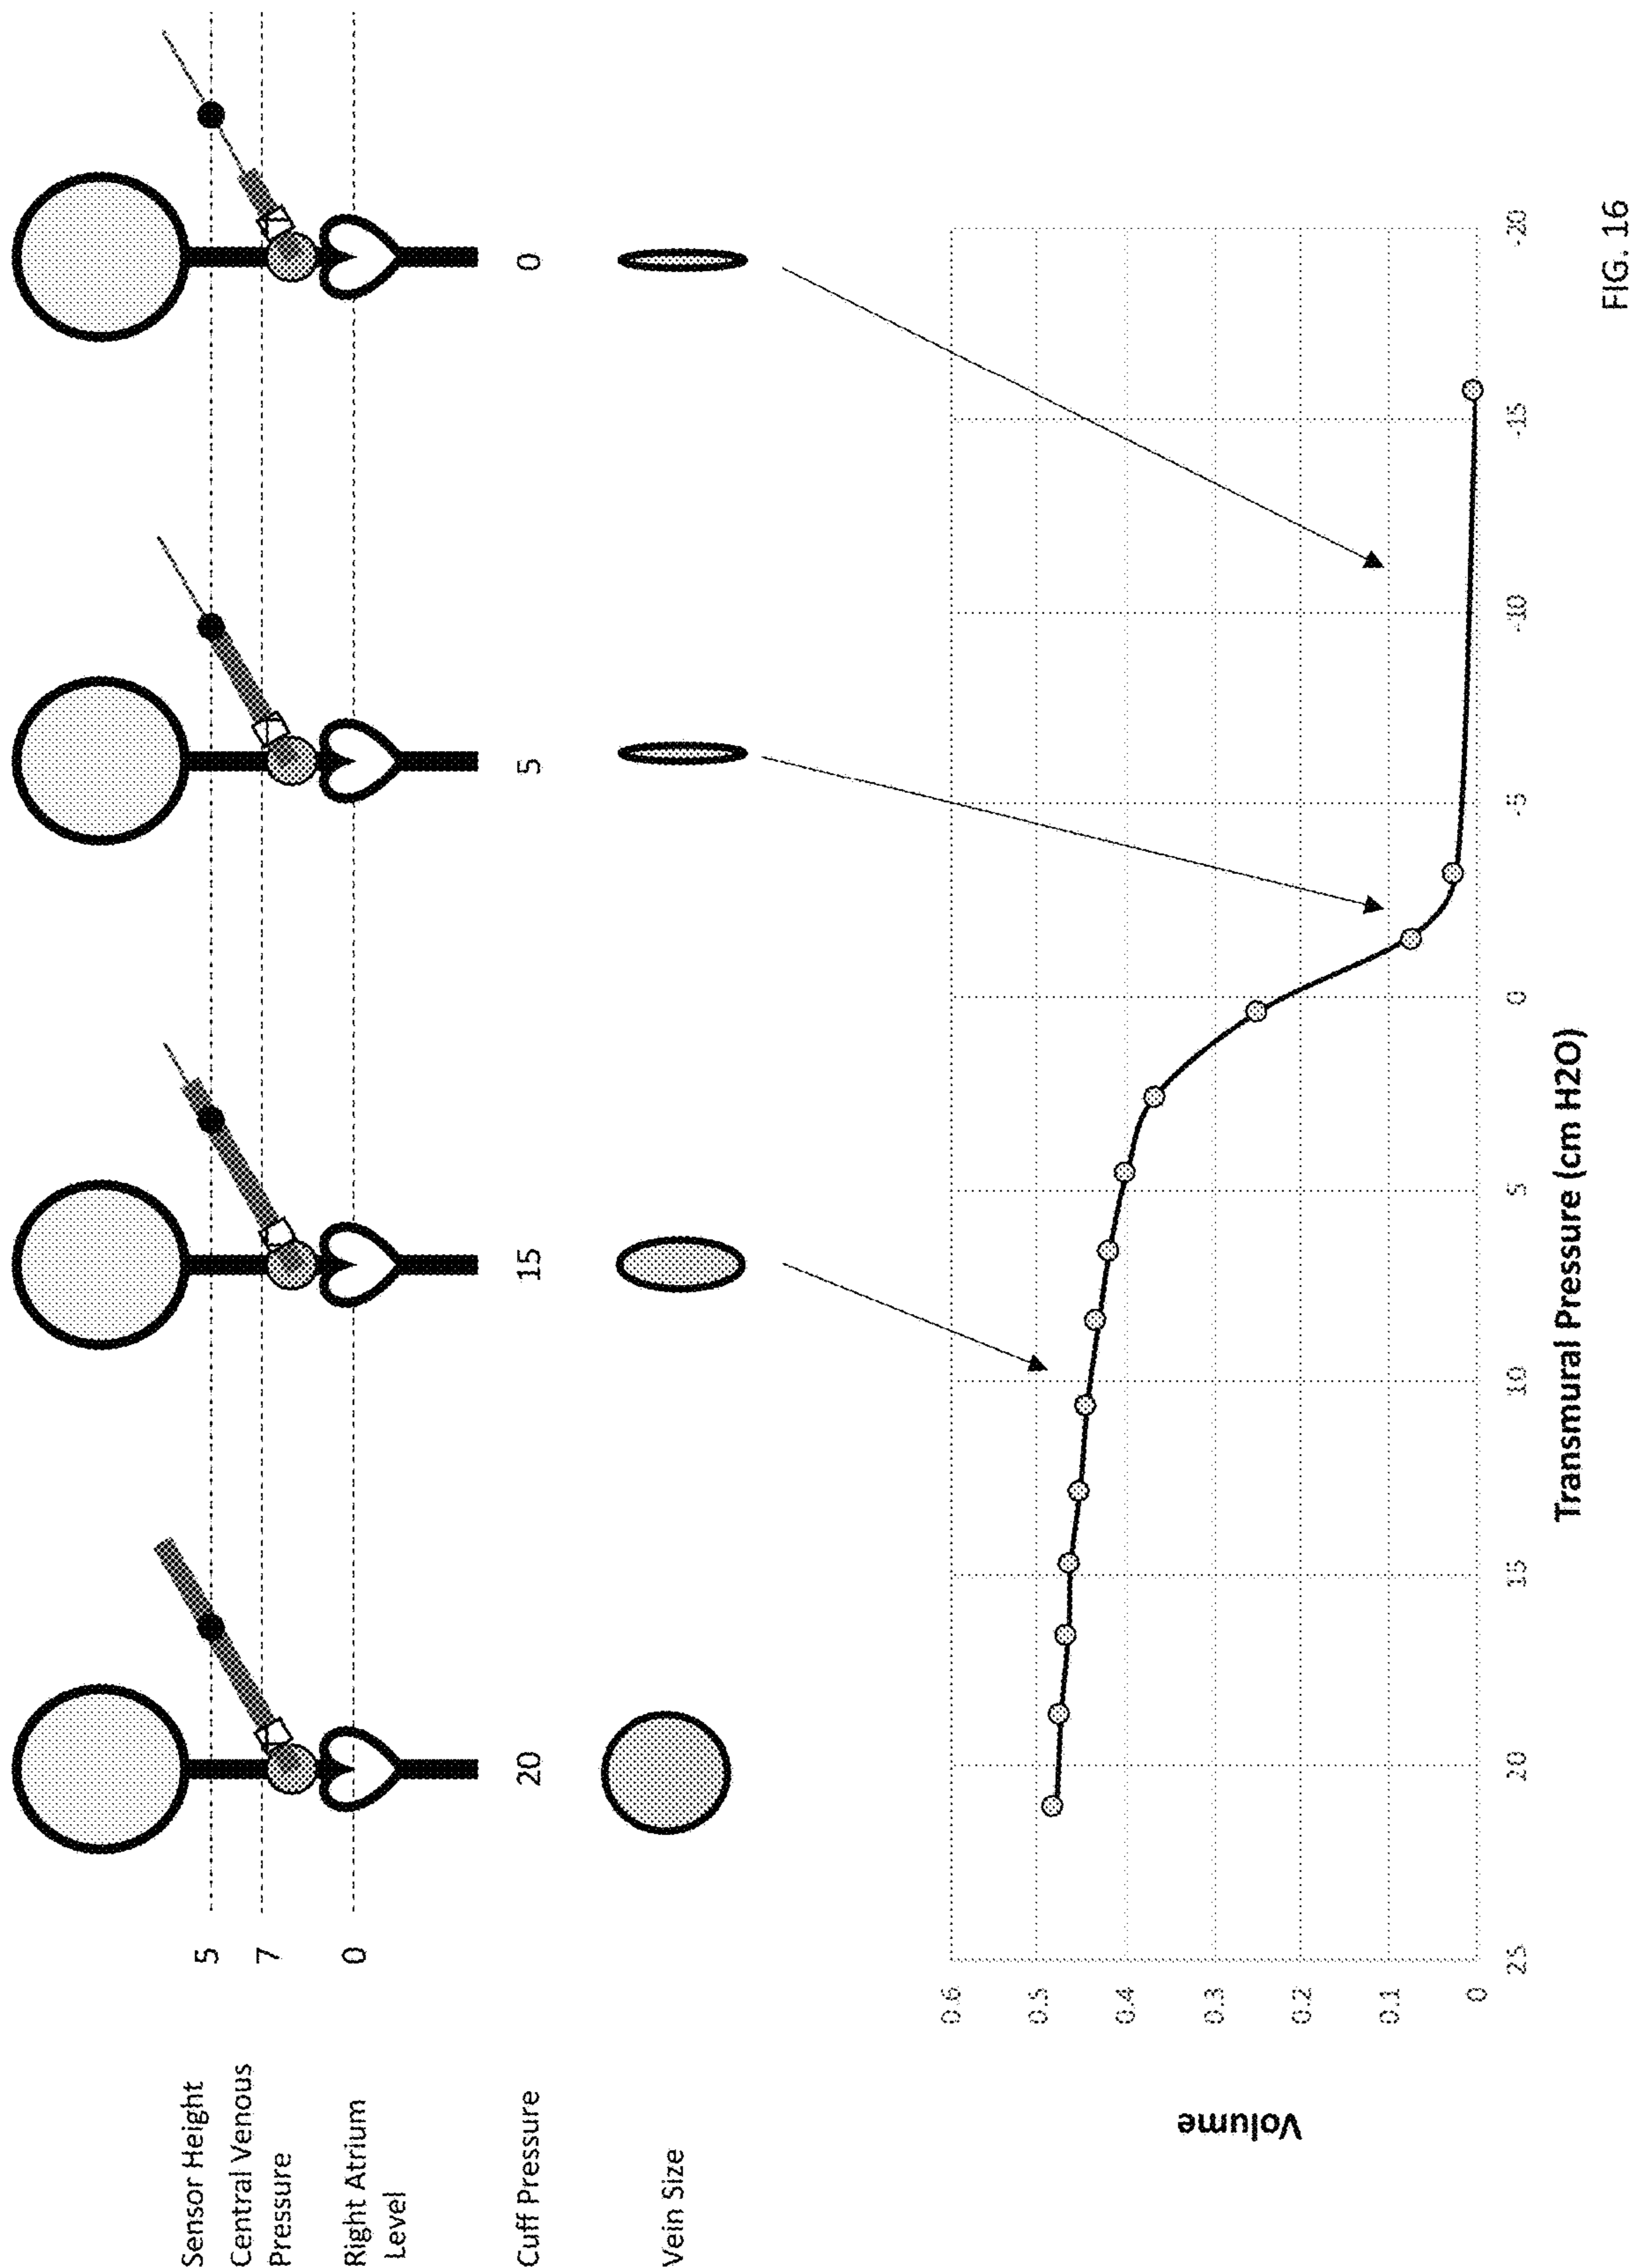 Sensor Height 5
Central Venous 7
Pressure
Right Atrium 0
Level
Cuff Pressure 20 15 5 0
Vein Size
Volume
0.6
0.5
0.4
0.3
0.2
0.1
0
25 20 15 10 5 0 -5 -10 -15 -20
Transmural Pressure (cm H2O)
FIG. 16